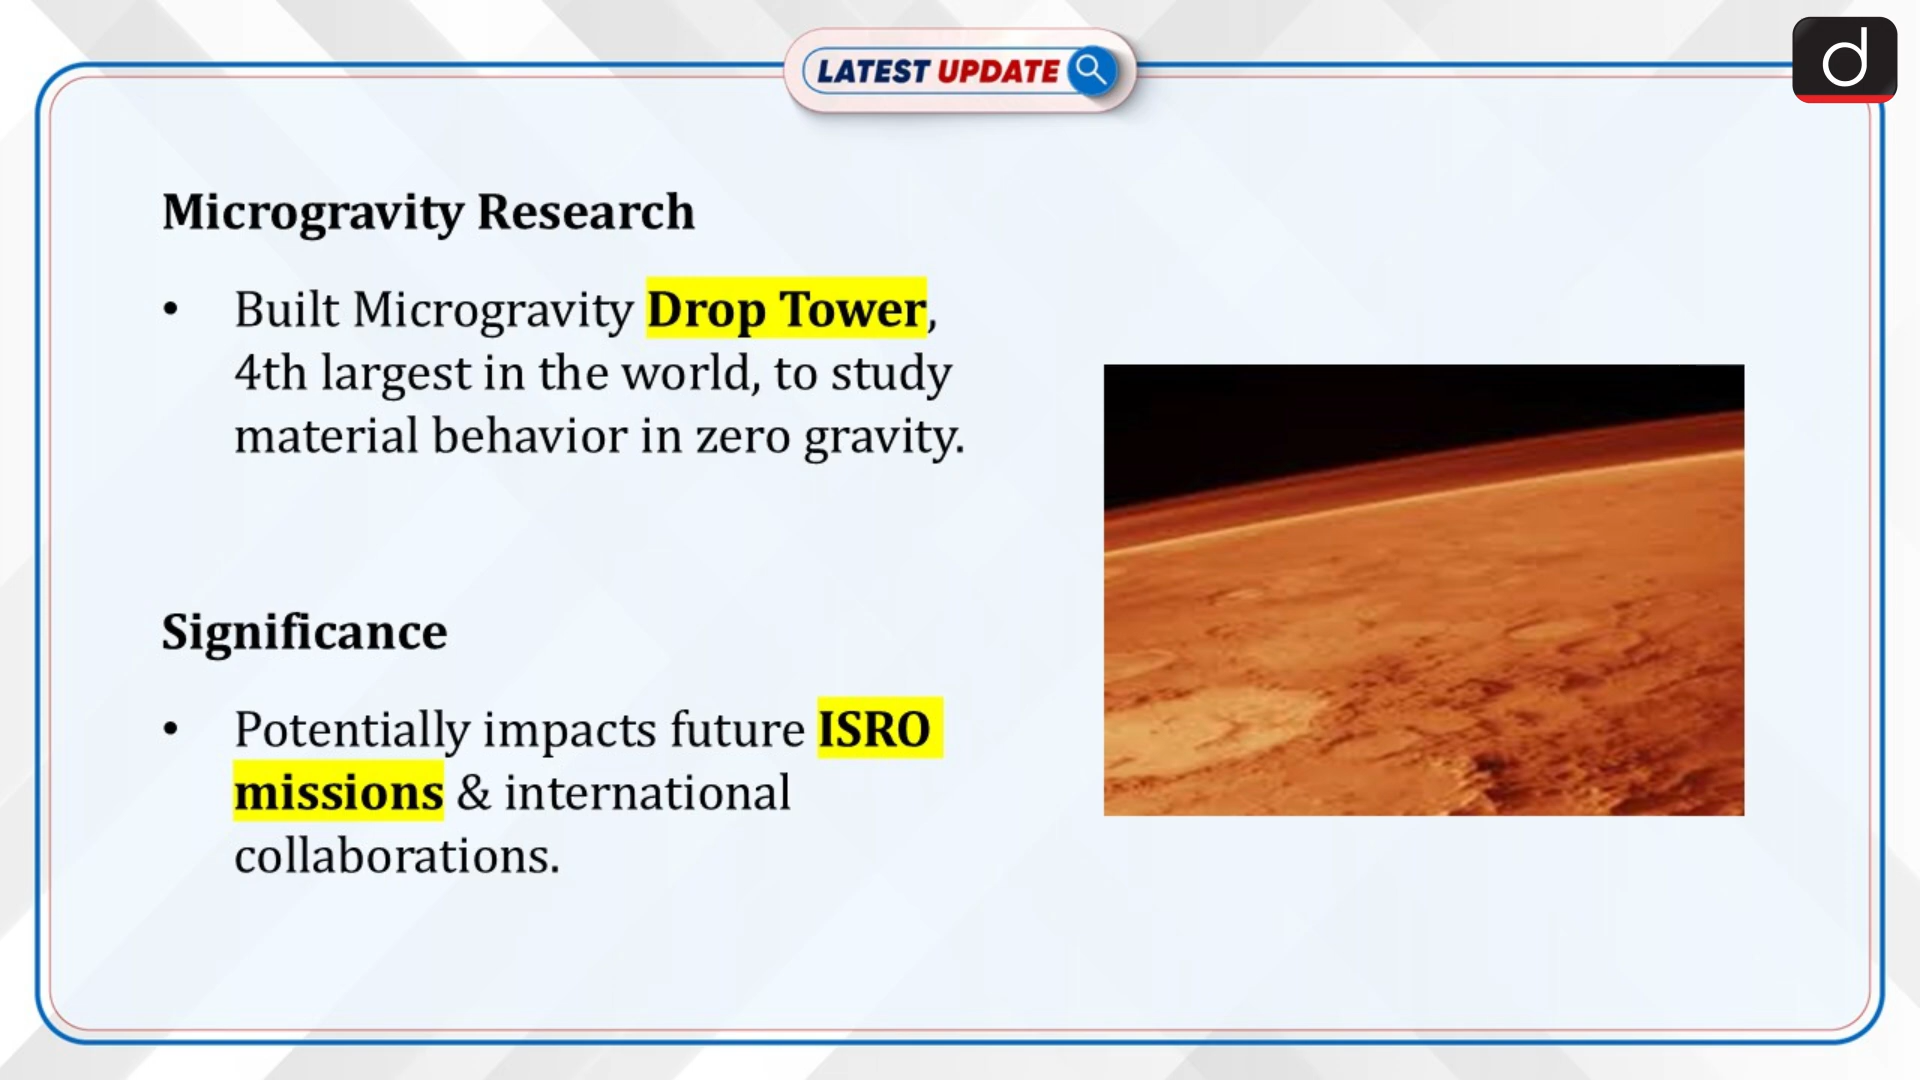 LATEST UPDATE
d
Microgravity Research
• Built Microgravity Drop Tower,
4th largest in the world, to study
material behavior in zero gravity.
Significance
• Potentially impacts future ISRO
missions & international
collaborations.